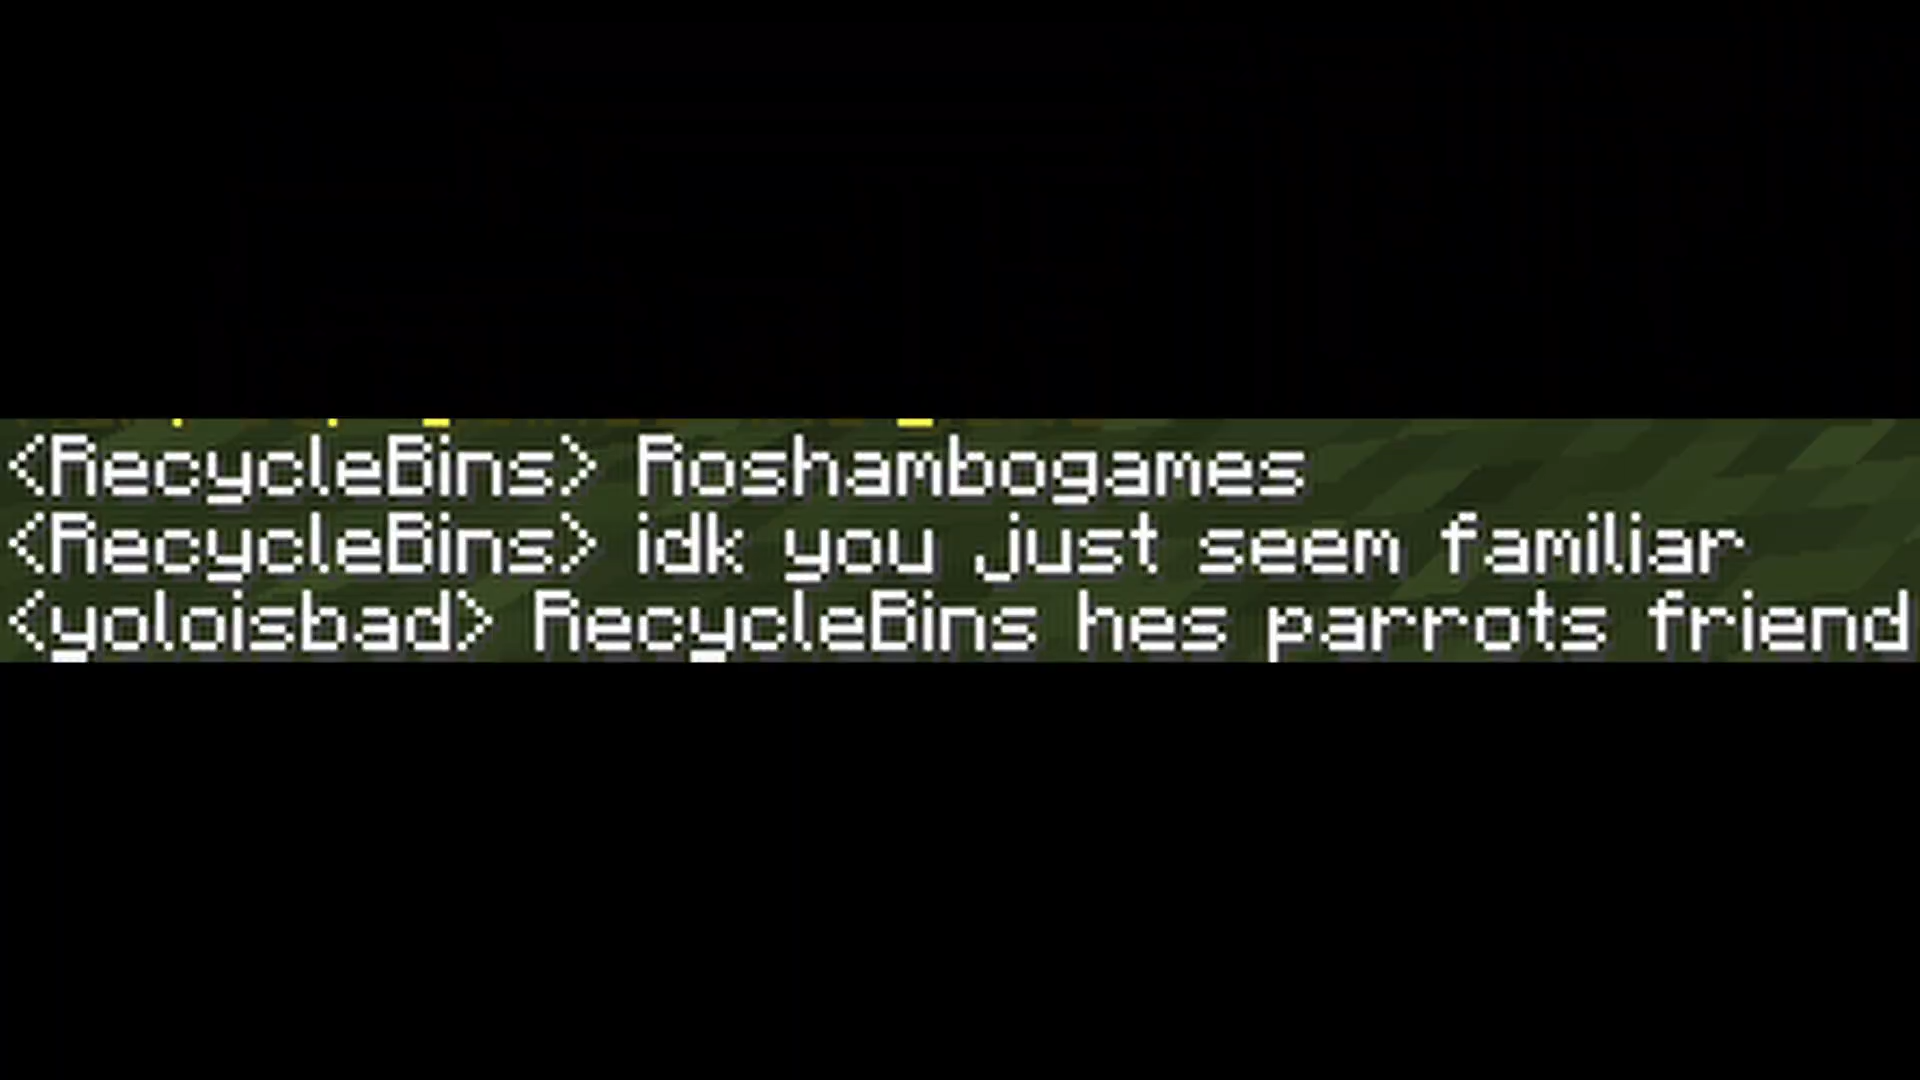 <RecycleBins> Roshambogames
<RecycleBins> idk you just seem familiar
<yoloisbad> RecycleBins hes parrots friend